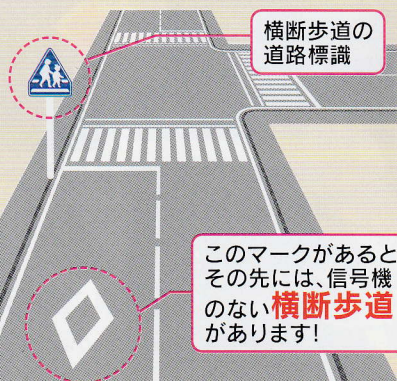 横断歩道の
道路標識
このマークがあると
その先には、信号機
のない横断歩道
があります!